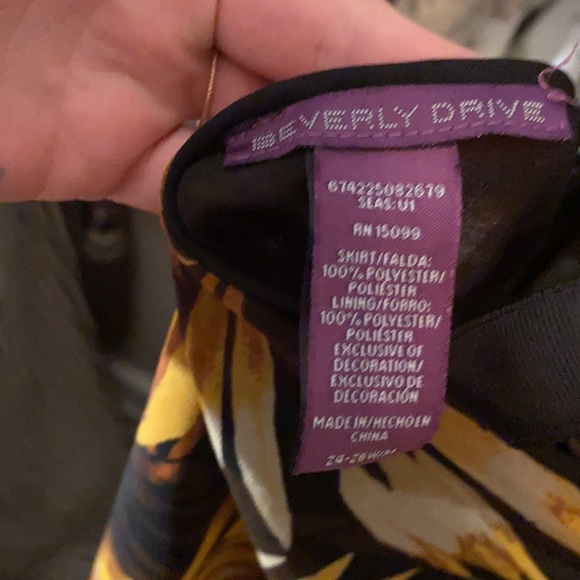 BEVERLY DRIVE
674225082679
SEAS: U1
RN 15099
SKIRT/FALDA:
100% POLYESTER/
POLIÉSTER
LINING/FORRO:
100% POLYESTER/
POLIÉSTER
EXCLUSIVE OF
DECORATION/
EXCLUSIVO DE
DECORACIÓN
MADE IN/HECHO EN
CHINA